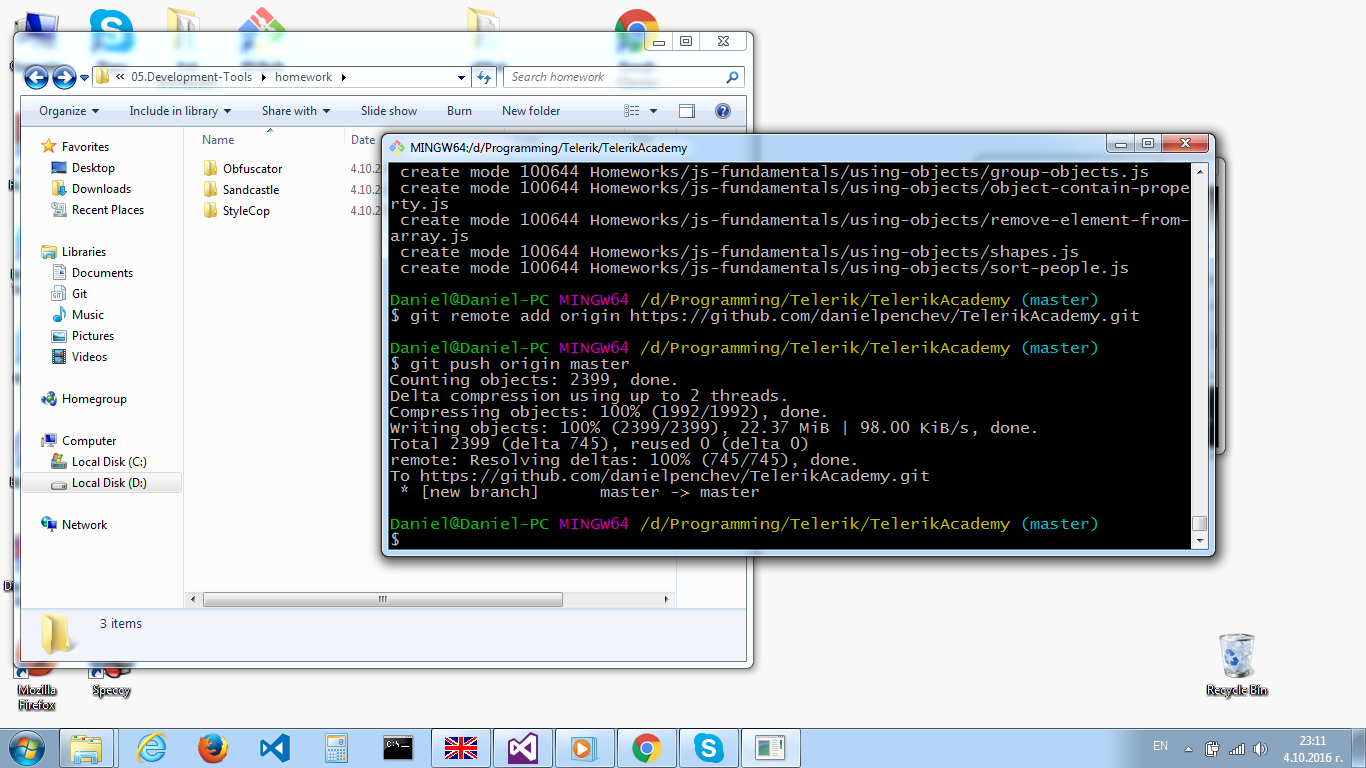 05.Development-Tools
homework
Search homework
Organize
Include in library
Share with
Slide show
Burn
New folder
Favorites
Desktop
Downloads
Recent Places
Libraries
Documents
Git
Music
Pictures
Videos
Homegroup
Computer
Local Disk (C:)
Local Disk (D:)
Network
Name
Date
Obfuscator
4.10.2
Sandcastle
4.10.2
StyleCop
4.10.2
3 items
MINGW64:/d/Programming/Telerik/TelerikAcademy
create mode 100644 Homeworks/js-fundamentals/using-objects/group-objects.js
create mode 100644 Homeworks/js-fundamentals/using-objects/object-contain-prope
rty.js
create mode 100644 Homeworks/js-fundamentals/using-objects/remove-element-from-
array.js
create mode 100644 Homeworks/js-fundamentals/using-objects/shapes.js
create mode 100644 Homeworks/js-fundamentals/using-objects/sort-people.js
Daniel@Daniel-PC MINGW64 /d/Programming/Telerik/TelerikAcademy (master)
$ git remote add origin https://github.com/danielpenchev/TelerikAcademy.git
Daniel@Daniel-PC MINGW64 /d/Programming/Telerik/TelerikAcademy (master)
$ git push origin master
Counting objects: 2399, done.
Delta compression using up to 2 threads.
Compressing objects: 100% (1992/1992), done.
Writing objects: 100% (2399/2399), 22.37 MiB | 98.00 KiB/s, done.
Total 2399 (delta 745), reused 0 (delta 0)
remote: Resolving deltas: 100% (745/745), done.
To https://github.com/danielpenchev/TelerikAcademy.git
* [new branch]      master -> master
Daniel@Daniel-PC MINGW64 /d/Programming/Telerik/TelerikAcademy (master)
$
Mozilla
Firefox
Speccy
Recycle Bin
C:\
EN
23:11
4.10.2016 г.